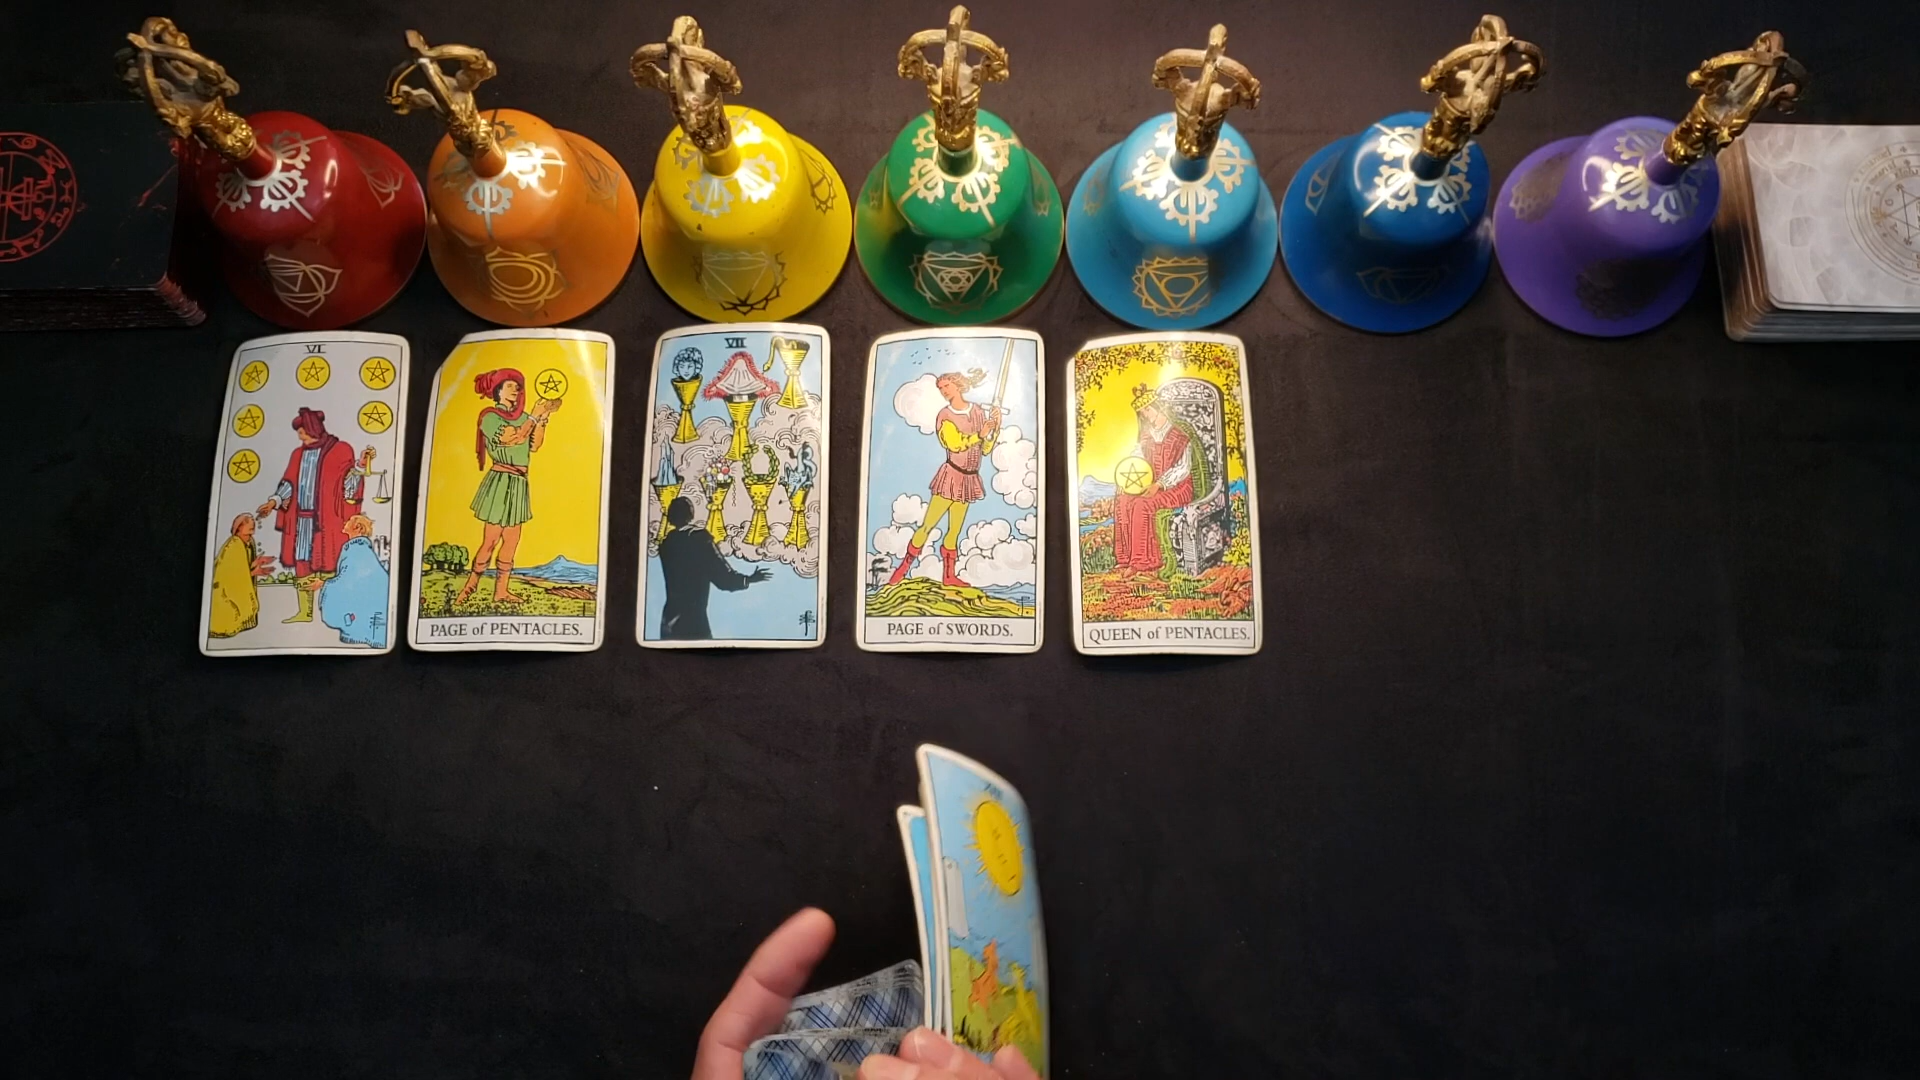 VI
VII
PAGE of PENTACLES.
PAGE of SWORDS.
QUEEN of PENTACLES.